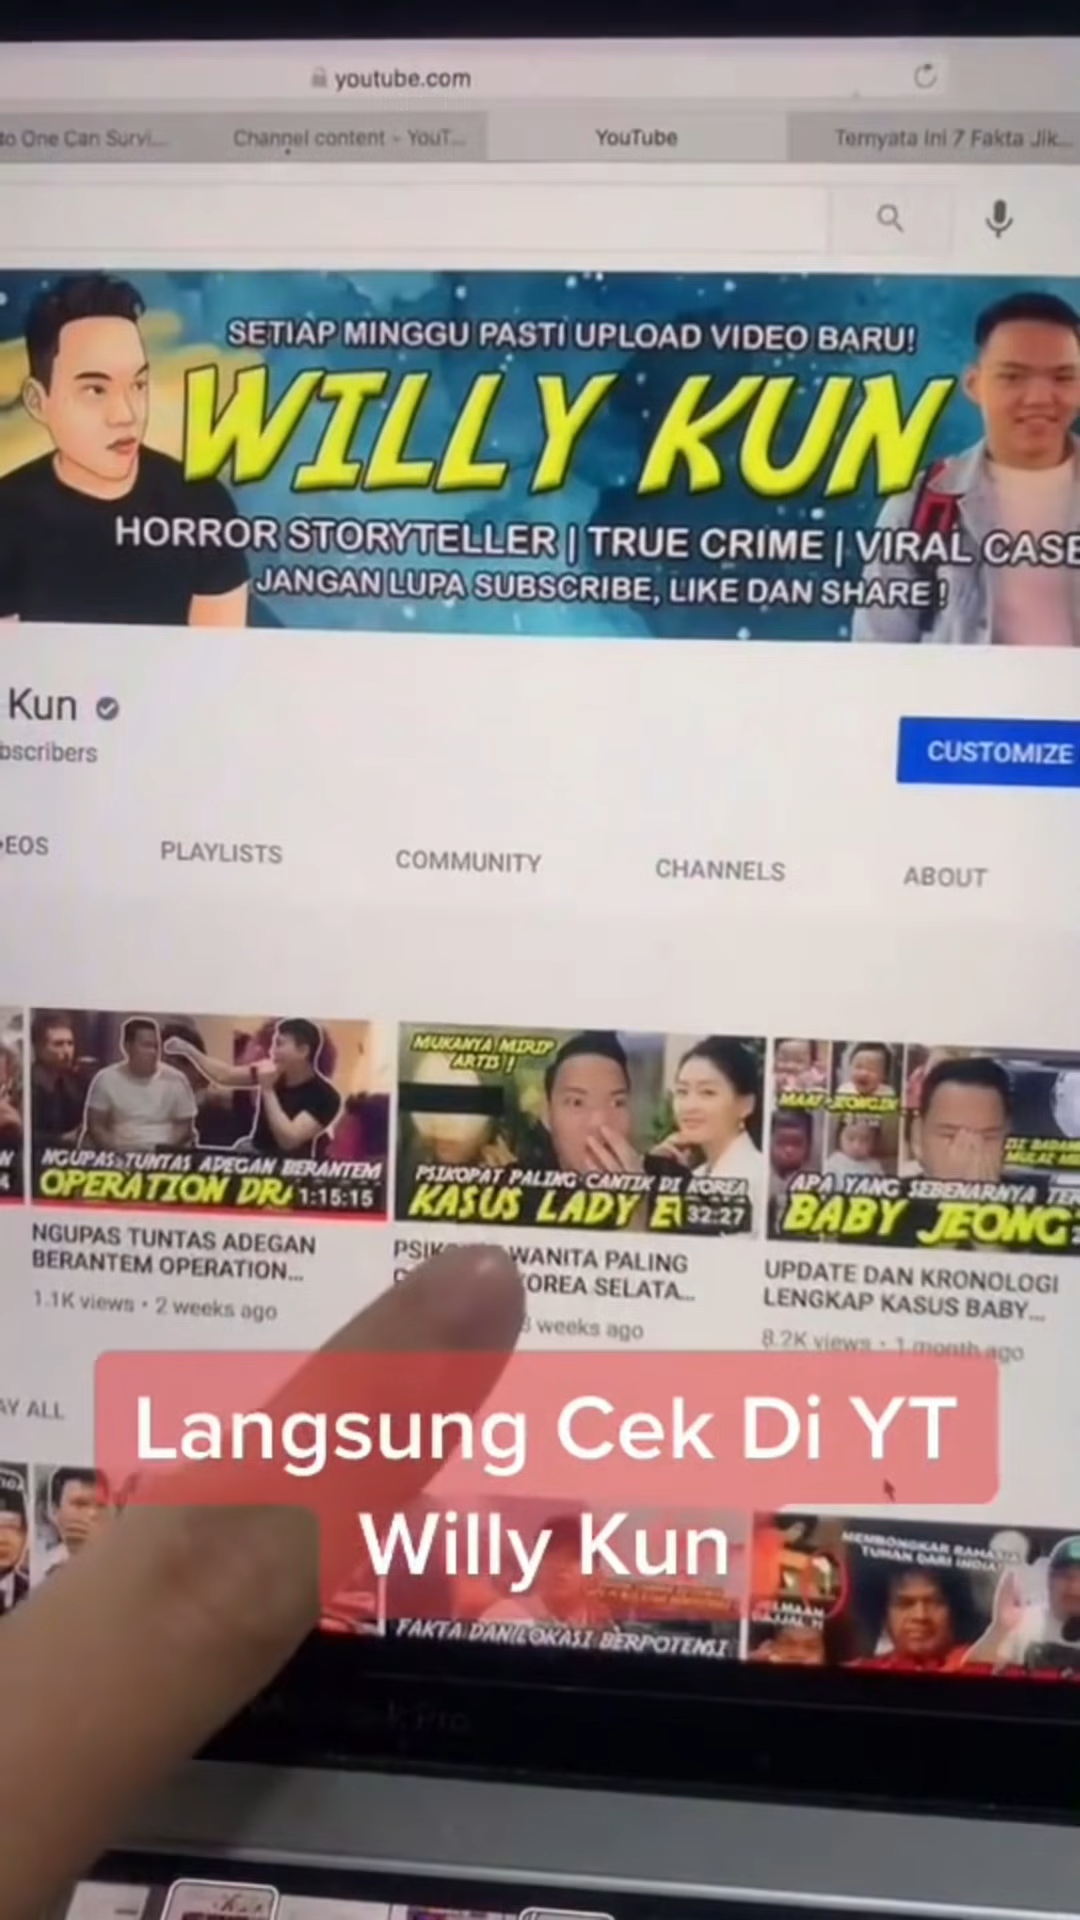 youtube.com
to One Can Survi...
Channel content - YouT...
YouTube
Ternyata Ini 7 Fakta Jik...
SETIAP MINGGU PASTI UPLOAD VIDEO BARU!
WILLY KUN
HORROR STORYTELLER | TRUE CRIME | VIRAL CASE
JANGAN LUPA SUBSCRIBE, LIKE DAN SHARE !
Kun
bscribers
CUSTOMIZE
EOS
PLAYLISTS
COMMUNITY
CHANNELS
ABOUT
NGUPAS TUNTAS ADEGAN BERANTEM
OPERATION DRA
1:15:15
MUKANYA MIRIP
ARTIS !
PSIKOPAT PALING CANTIK DI KOREA
KASUS LADY E
32:27
MAAF JEONGIN
APA YANG SEBENARNYA TER
BABY JEONG
NGUPAS TUNTAS ADEGAN
BERANTEM OPERATION...
1.1K views • 2 weeks ago
PSIK WANITA PALING
C OREA SELATA...
3 weeks ago
UPDATE DAN KRONOLOGI
LENGKAP KASUS BABY...
8.2K views • 1 month ago
AY ALL
Langsung Cek Di YT
Willy Kun
FAKTA DAN LOKASI BERPOTENSI
MEMBONGKAR RAHASIA
TUHAN DARI INDIA!